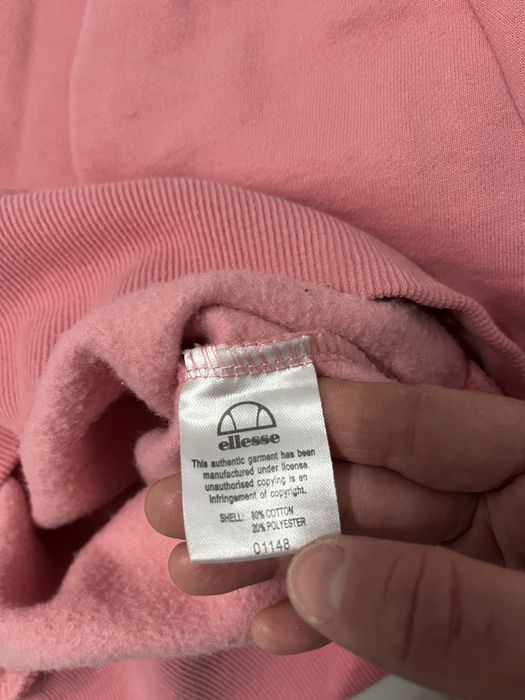 ellesse
This authentic garment has been
manufactured under license.
unauthorised copying is an
infringement of copyright.
SHELL: 80% COTTON
20% POLYESTER
01148